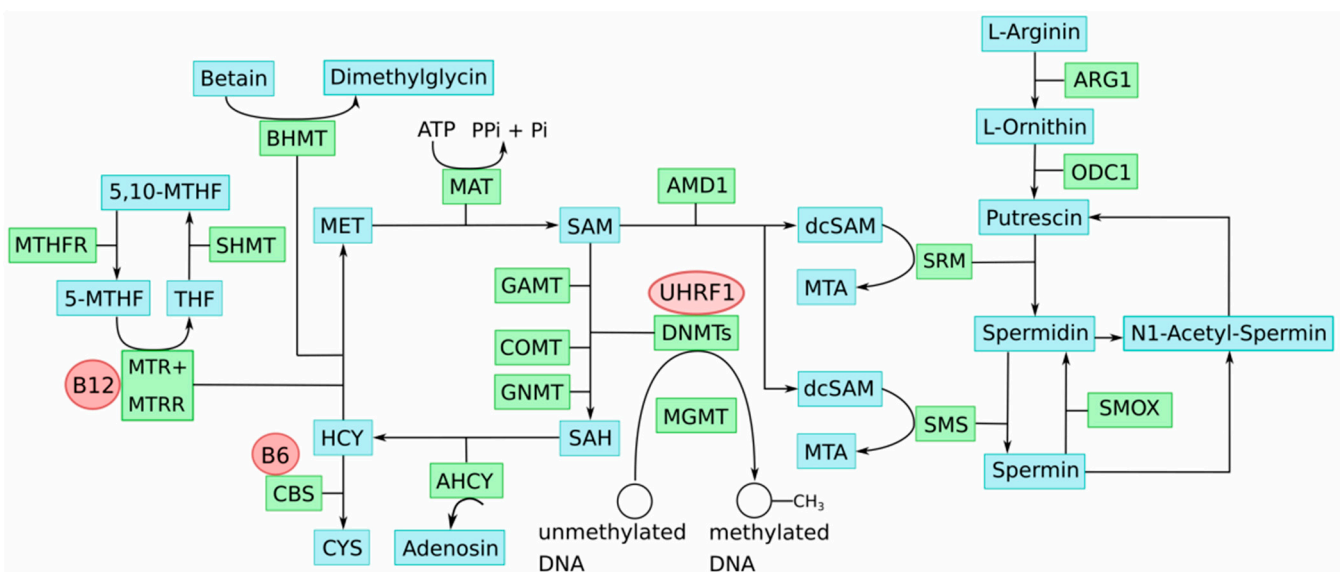 L-Arginin
ARG1
Betain
Dimethylglycin
BHMT
ATP
PPi + Pi
L-Ornithin
ODC1
5,10-MTHF
MAT
AMD1
MTHFR
SHMT
MET
SAM
dcSAM
Putrescin
SRM
5-MTHF
THF
GAMT
UHRF1
MTA
DNMTs
Spermidin
N1-Acetyl-Spermin
B12
MTR+
MTRR
COMT
GNMT
dcSAM
SMOX
MGMT
SMS
HCY
SAH
MTA
Spermin
B6
CBS
AHCY
CH3
CYS
Adenosin
unmethylated
DNA
methylated
DNA